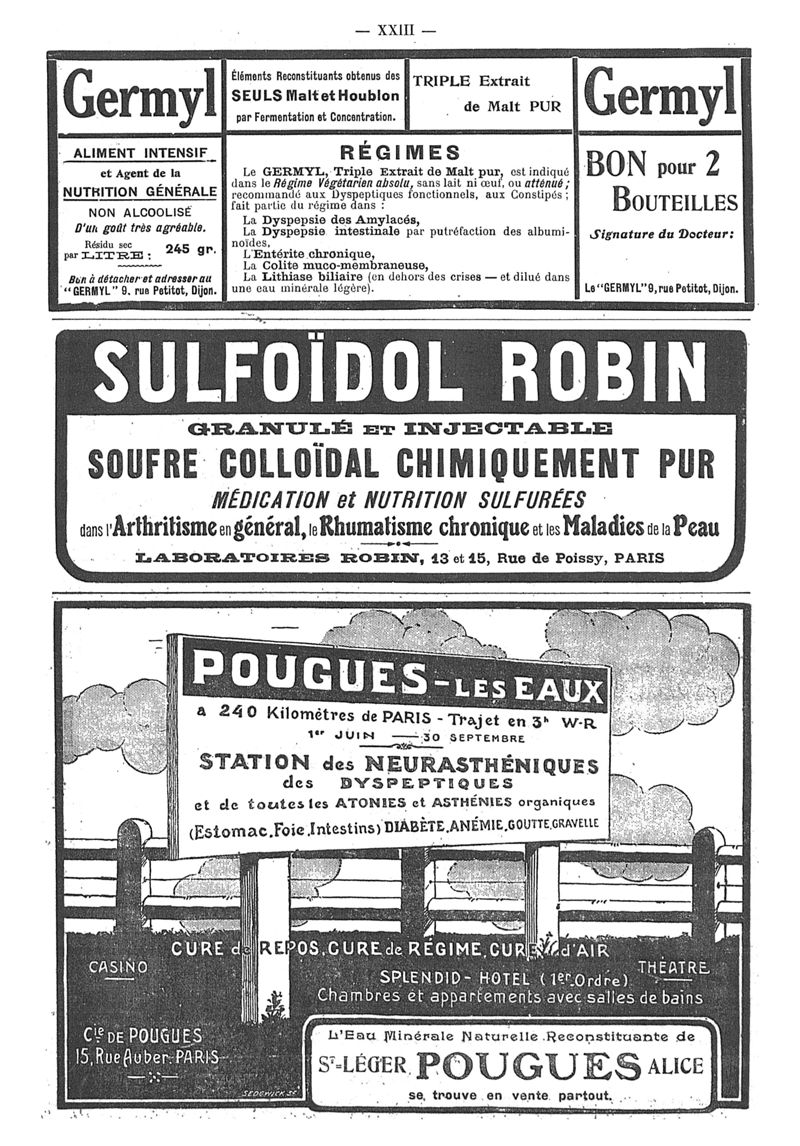 — XXIII —
Germyl
ALIMENT INTENSIF
et Agent de la
NUTRITION GÉNÉRALE
NON ALCOOLISÉ
D'un goût très agréable.
Résidu sec
par LITRE : 245 gr.
Bon à détacher et adresser au
"GERMYL" 9, rue Petitot, Dijon.
Éléments Reconstituants obtenus des
SEULS Malt et Houblon
par Fermentation et Concentration.
TRIPLE Extrait
de Malt PUR
RÉGIMES
Le GERMYL, Triple Extrait de Malt pur, est indiqué
dans le Régime Végétarien absolu, sans lait ni œuf, ou atténué ;
recommandé aux Dyspeptiques fonctionnels, aux Constipés ;
fait partie du régime dans :
La Dyspepsie des Amylacés,
La Dyspepsie intestinale par putréfaction des albumi-
noïdes,
L'Entérite chronique,
La Colite muco-membraneuse,
La Lithiase biliaire (en dehors des crises — et dilué dans
une eau minérale légère).
Germyl
BON pour 2
BOUTEILLES
Signature du Docteur :
Le "GERMYL" 9, rue Petitot, Dijon.
SULFOÏDOL ROBIN
GRANULÉ ET INJECTABLE
SOUFRE COLLOÏDAL CHIMIQUEMENT PUR
MÉDICATION et NUTRITION SULFURÉES
dans l'Arthritisme en général, le Rhumatisme chronique et les Maladies de la Peau
LABORATOIRES ROBIN, 13 et 15, Rue de Poissy, PARIS
POUGUES-LES EAUX
a 240 Kilomètres de PARIS - Trajet en 3h W-R
1er JUIN — 30 SEPTEMBRE
STATION des NEURASTHÉNIQUES
des DYSPEPTIQUES
et de toutes les ATONIES et ASTHÉNIES organiques
(Estomac, Foie, Intestins) DIABÈTE, ANÉMIE, GOUTTE, GRAVELLE
CURE de REPOS, CURE de RÉGIME, CURE d'AIR
CASINO
THÉATRE
SPLENDID-HOTEL (1er Ordre)
Chambres et appartements avec salles de bains
Cie DE POUGUES
15, Rue Auber - PARIS
SEDGWICK Sc
L'Eau Minérale Naturelle Reconstituante de
ST-LÉGER POUGUES ALICE
se trouve en vente partout.